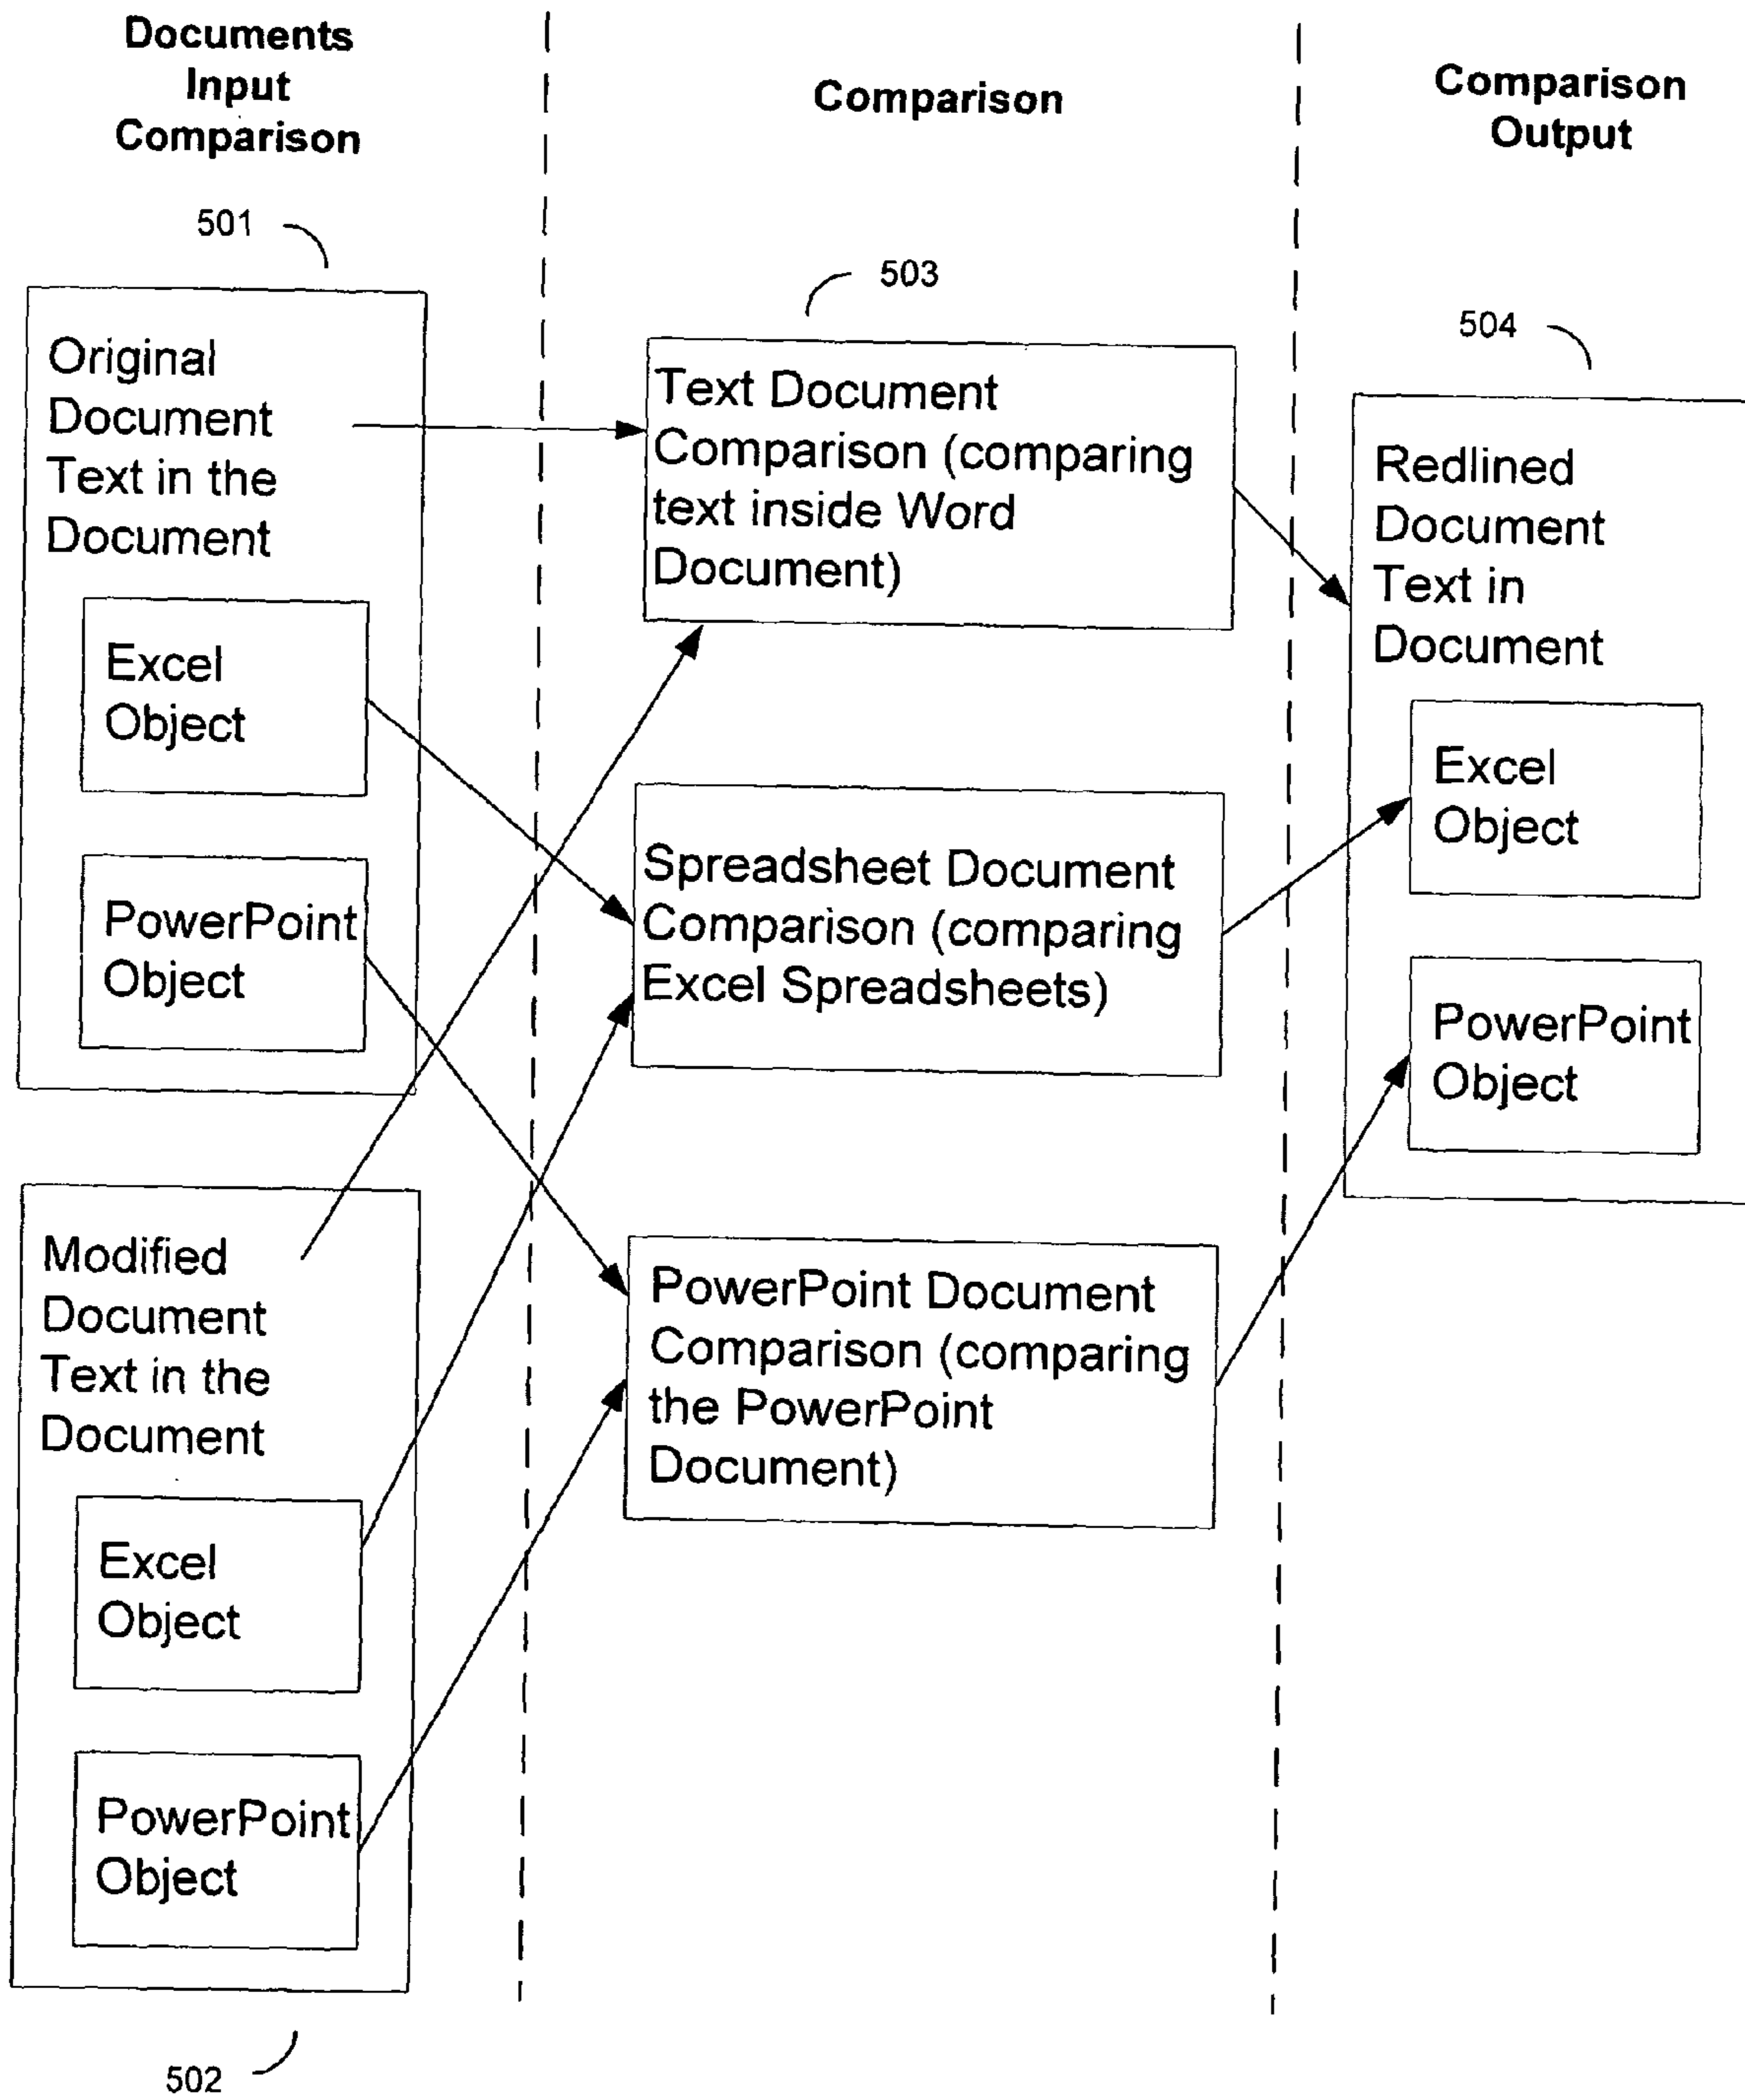 Documents
Input
Comparison
Comparison
Comparison
Output
501
Original
Document
Text in the
Document
Excel
Object
PowerPoint
Object
Modified
Document
Text in the
Document
Excel
Object
PowerPoint
Object
502
503
Text Document
Comparison (comparing
text inside Word
Document)
Spreadsheet Document
Comparison (comparing
Excel Spreadsheets)
PowerPoint Document
Comparison (comparing
the PowerPoint
Document)
504
Redlined
Document
Text in
Document
Excel
Object
PowerPoint
Object